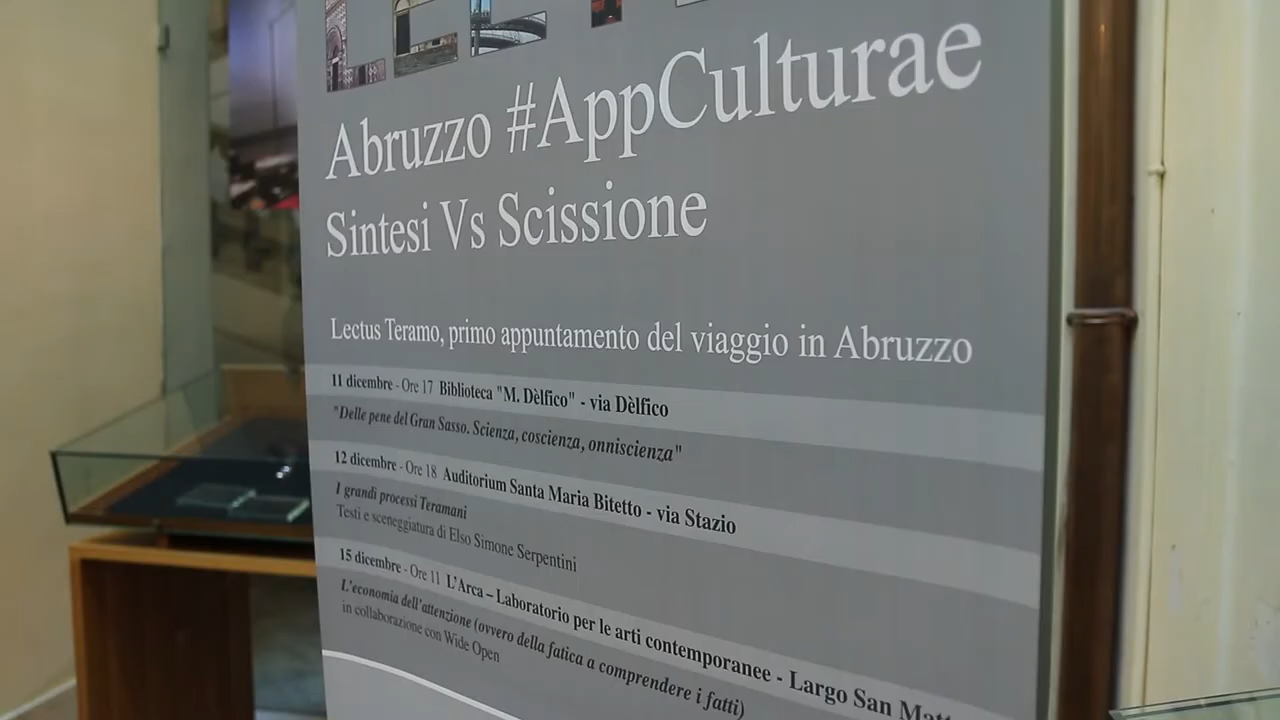 Abruzzo #AppCulturae
Sintesi Vs Scissione
Lectus Teramo, primo appuntamento del viaggio in Abruzzo
11 dicembre - Ore 17 Biblioteca "M. Dèlfico" - via Dèlfico
"Delle pene del Gran Sasso. Scienza, coscienza, onniscienza"
12 dicembre - Ore 18 Auditorium Santa Maria Bitetto - via Stazio
I grandi processi Teramani
Testi e sceneggiatura di Elso Simone Serpentini
15 dicembre - Ore 11 L'Arca – Laboratorio per le arti contemporanee - Largo San
L'economia dell'attenzione (ovvero della fatica a comprendere i fatti)
in collaborazione con Wide Open